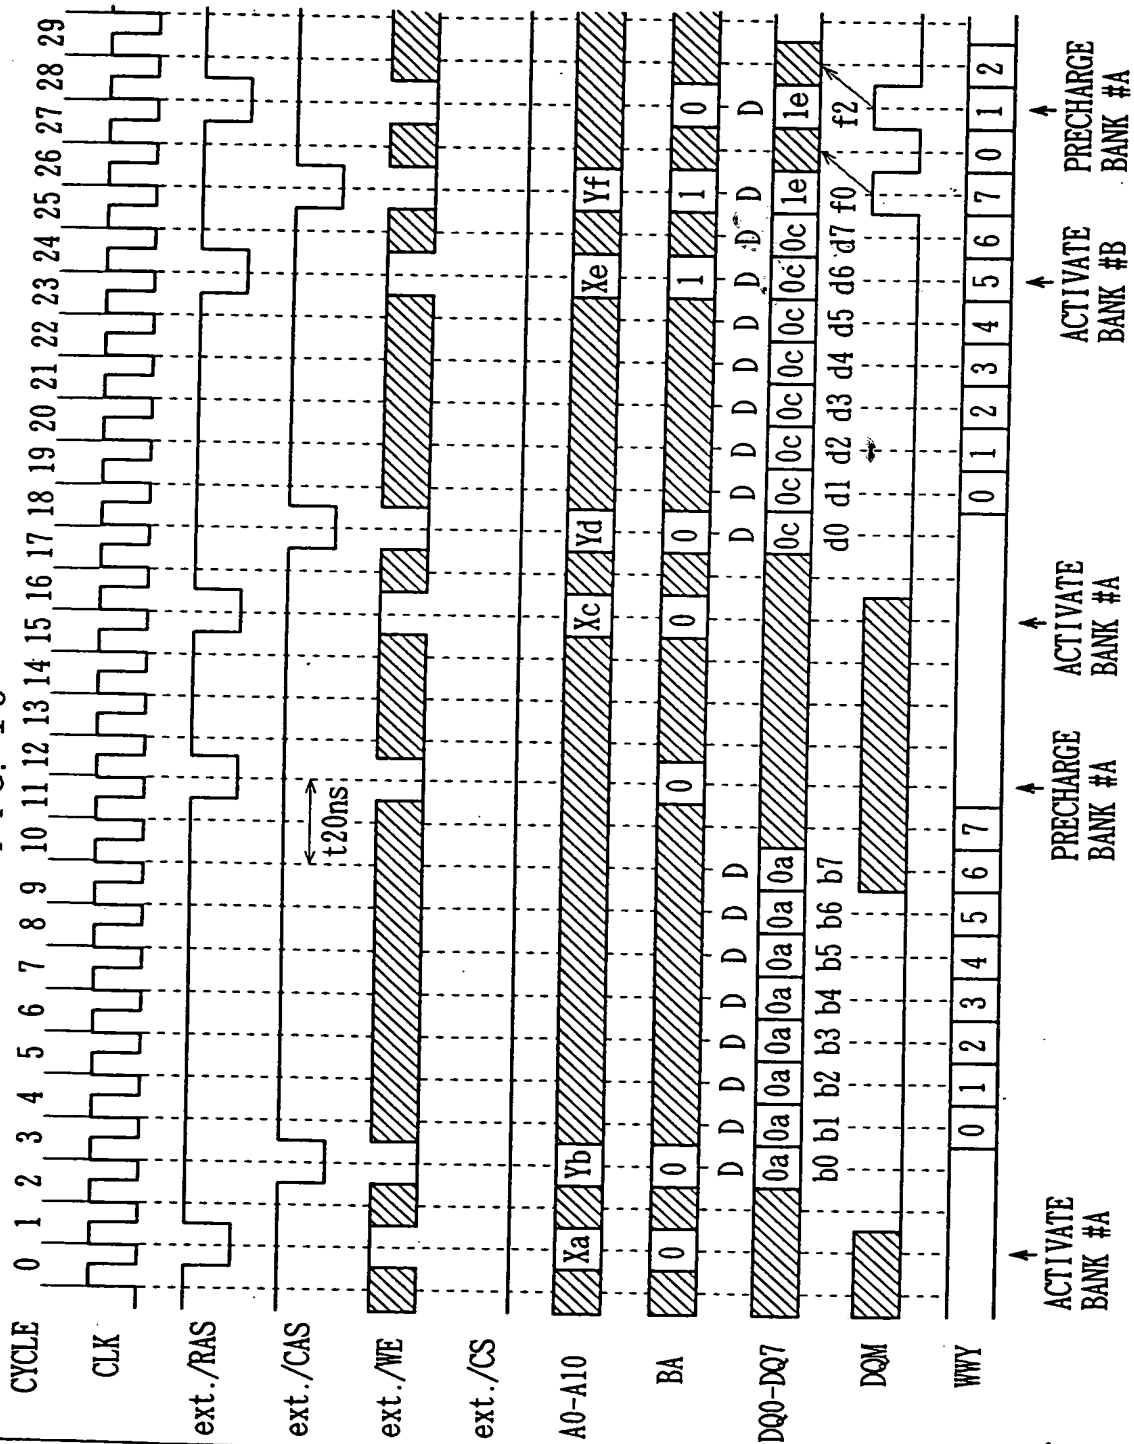 CYCLE 0 1 2 3 4 5 6 7 8 9 10 11 12 13 14 15 16 17 18 19 20 21 22 23 24 25 26 27 28 29
CLK
ext./RAS
ext./CAS
t20ns
ext./WE
ext./CS
A0-A10 Xa Yb Xc Yd Xe Yf
BA 0 0 0 0 0 1 1 0
D D D D D D D D D D D D D D D D D D
DQ0-DQ7 0a 0a 0a 0a 0a 0a 0a 0a 0c 0c 0c 0c 0c 0c 0c 0c 1e 1e
b0 b1 b2 b3 b4 b5 b6 b7 d0 d1 d2 d3 d4 d5 d6 d7 f0 f2
DQM
WWY 0 1 2 3 4 5 6 7 0 1 2 3 4 5 6 7 0 1 2
ACTIVATE
BANK #A
PRECHARGE
BANK #A
ACTIVATE
BANK #A
ACTIVATE
BANK #B
PRECHARGE
BANK #A